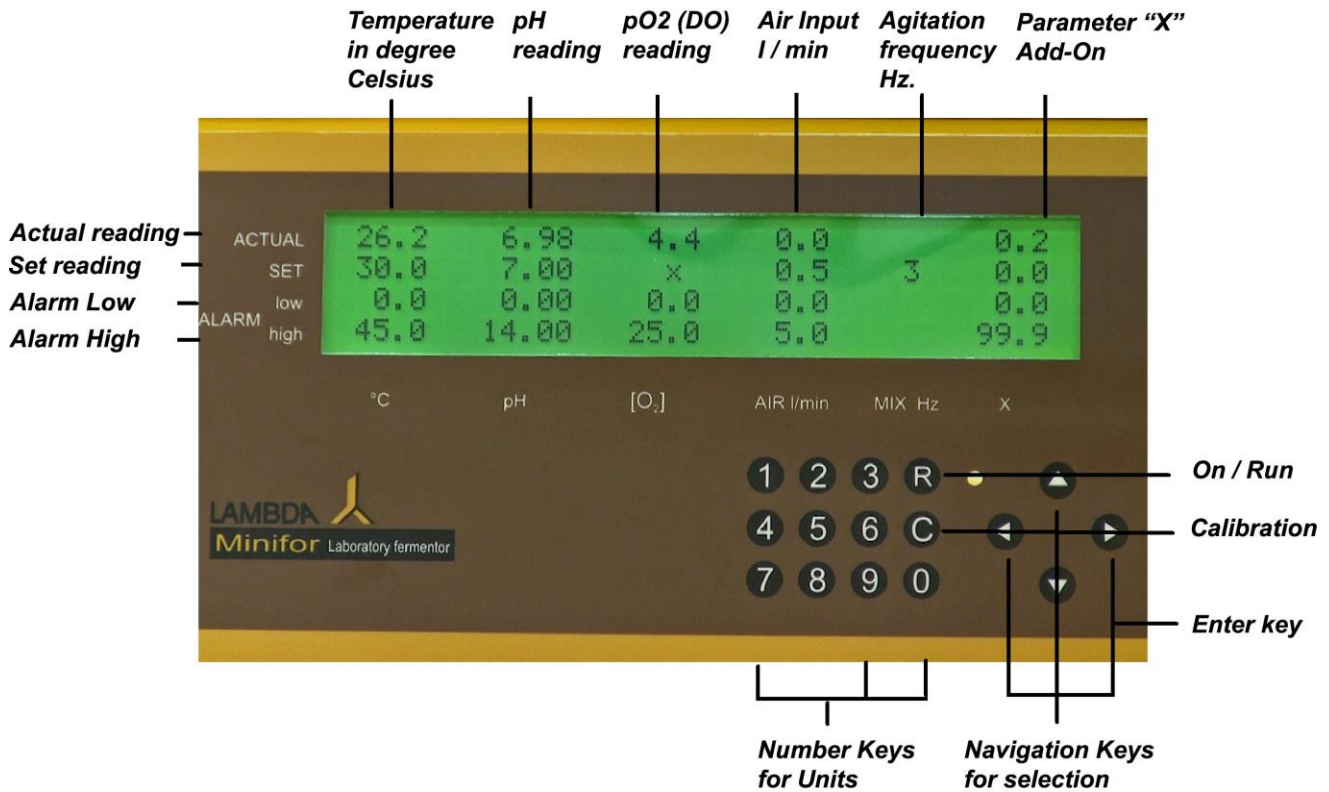 Temperature in degree Celsius
pH reading
pO2 (DO) reading
Air Input l / min
Agitation frequency Hz.
Parameter “X” Add-On
Actual reading
Set reading
Alarm Low
Alarm High
ACTUAL 26.2 6.98 4.4 0.0 0.2
SET 30.0 7.00 x 0.5 3 0.0
ALARM
low 0.0 0.00 0.0 0.0 0.0
high 45.0 14.00 25.0 5.0 99.9
°C pH [O₂] AIR l/min MIX Hz X
1 2 3 R
4 5 6 C
7 8 9 0
LAMBDA
Minifor Laboratory fermentor
On / Run
Calibration
Enter key
Number Keys for Units
Navigation Keys for selection